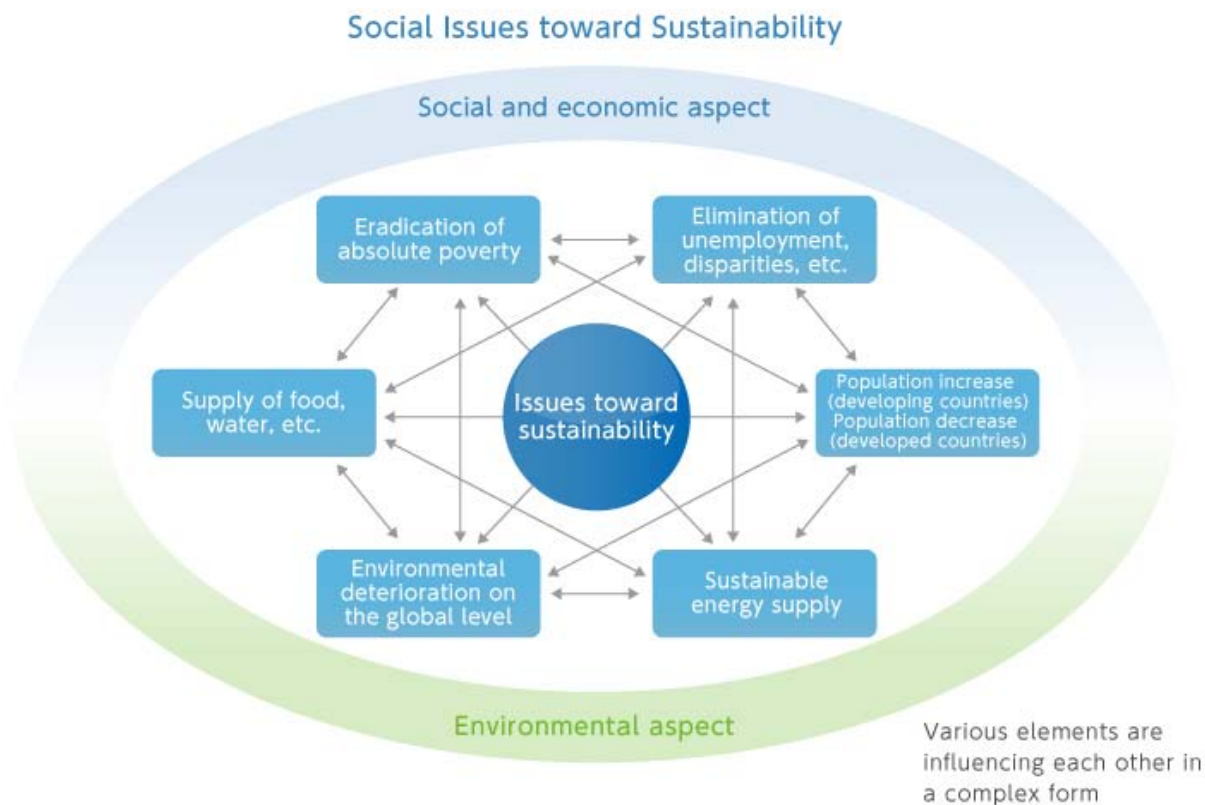 Social Issues toward Sustainability
Social and economic aspect
Eradication of
absolute poverty
Elimination of
unemployment,
disparities, etc.
Supply of food,
water, etc.
Issues toward
sustainability
Population increase
(developing countries)
Population decrease
(developed countries)
Environmental
deterioration on
the global level
Sustainable
energy supply
Environmental aspect
Various elements are
influencing each other in
a complex form